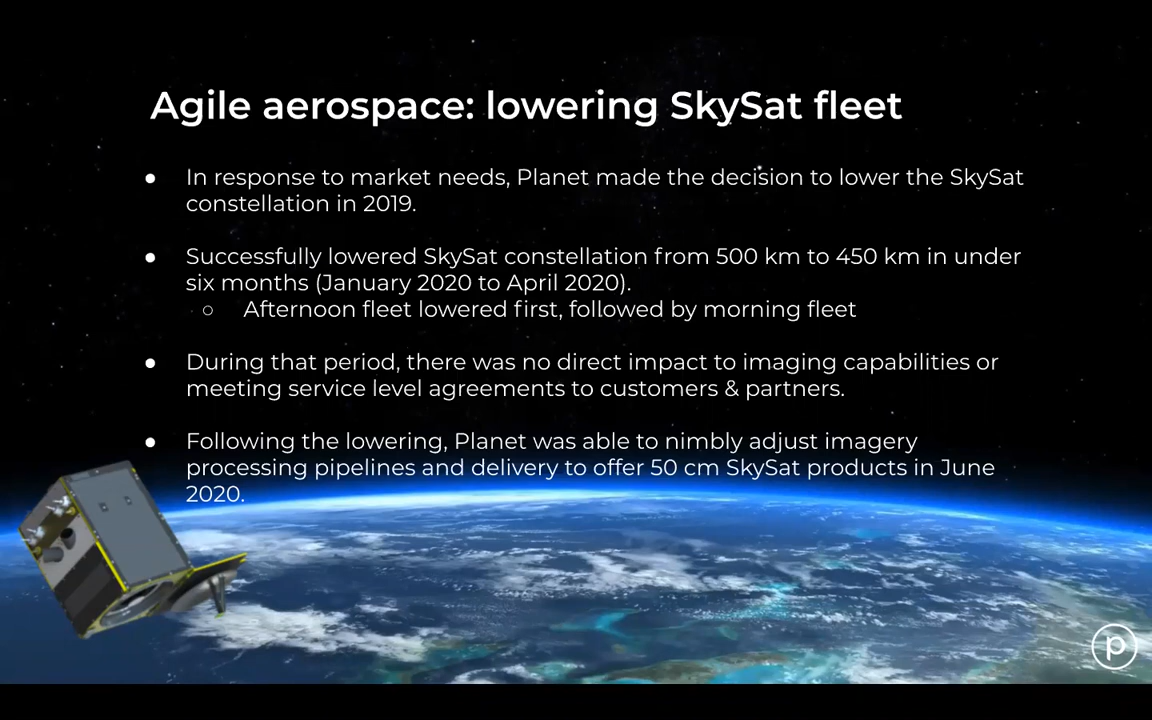 Agile aerospace: lowering SkySat fleet
● In response to market needs, Planet made the decision to lower the SkySat
constellation in 2019.
● Successfully lowered SkySat constellation from 500 km to 450 km in under
six months (January 2020 to April 2020).
○ Afternoon fleet lowered first, followed by morning fleet
● During that period, there was no direct impact to imaging capabilities or
meeting service level agreements to customers & partners.
● Following the lowering, Planet was able to nimbly adjust imagery
processing pipelines and delivery to offer 50 cm SkySat products in June
2020.
p